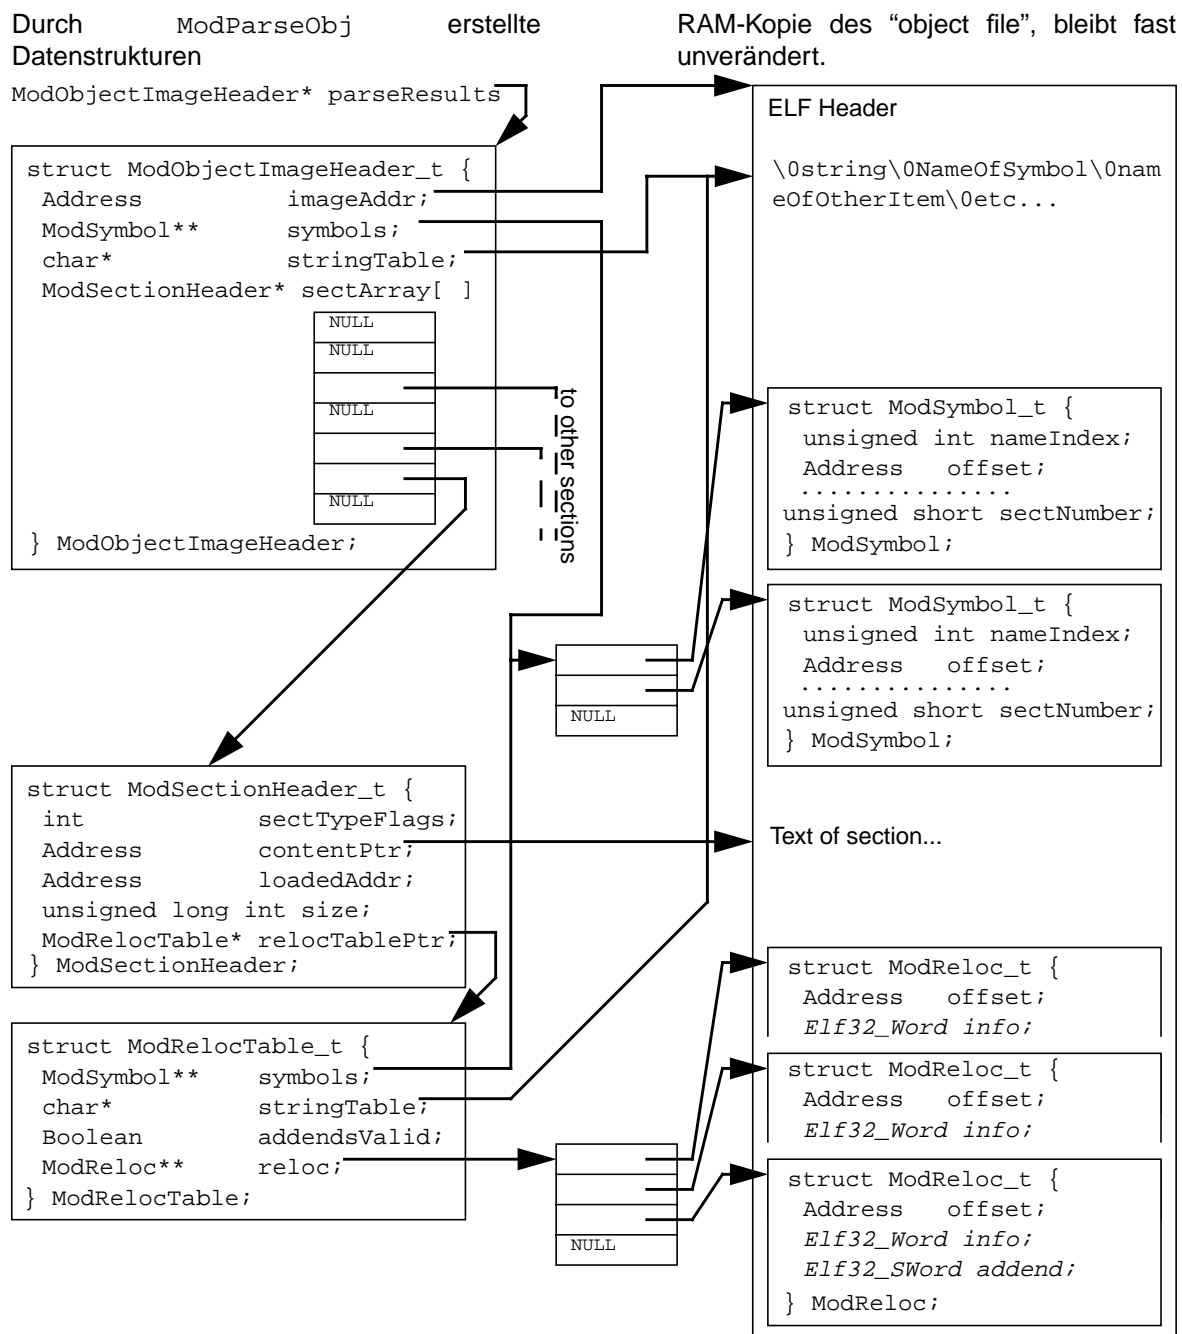 Durch ModParseObj erstellte
Datenstrukturen
RAM-Kopie des “object file”, bleibt fast
unverändert.
ModObjectImageHeader* parseResults
struct ModObjectImageHeader_t {
Address imageAddr;
ModSymbol** symbols;
char* stringTable;
ModSectionHeader* sectArray[ ]
NULL
NULL
NULL
NULL
} ModObjectImageHeader;
to other sections
NULL
struct ModSectionHeader_t {
int sectTypeFlags;
Address contentPtr;
Address loadedAddr;
unsigned long int size;
ModRelocTable* relocTablePtr;
} ModSectionHeader;
struct ModRelocTable_t {
ModSymbol** symbols;
char* stringTable;
Boolean addendsValid;
ModReloc** reloc;
} ModRelocTable;
NULL
ELF Header
\0string\0NameOfSymbol\0nam
eOfOtherItem\0etc...
struct ModSymbol_t {
unsigned int nameIndex;
Address offset;
...............
unsigned short sectNumber;
} ModSymbol;
struct ModSymbol_t {
unsigned int nameIndex;
Address offset;
...............
unsigned short sectNumber;
} ModSymbol;
Text of section...
struct ModReloc_t {
Address offset;
Elf32_Word info;
struct ModReloc_t {
Address offset;
Elf32_Word info;
struct ModReloc_t {
Address offset;
Elf32_Word info;
Elf32_SWord addend;
} ModReloc;